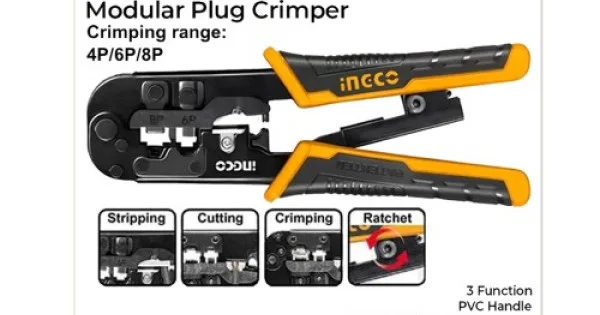 Modular Plug Crimper
Crimping range:
4P/6P/8P
INGCO
8P 6P
INGCO
Stripping
Cutting
Crimping
Ratchet
3 Function
PVC Handle